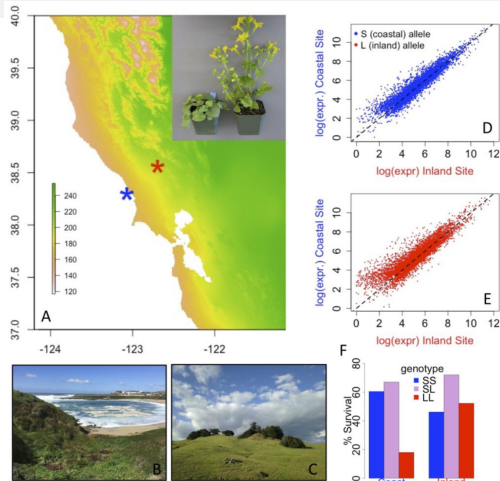 40.0
39.5
39.0
38.5
38.0
37.5
37.0
240
220
200
180
160
140
120
A
-124
-123
-122
B
C
S (coastal) allele
L (inland) allele
log(expr.) Coastal Site
10
8
6
4
2
0
D
0 2 4 6 8 10 12
log(expr) Inland Site
log(expr.) Coastal Site
10
8
6
4
2
0
E
0 2 4 6 8 10 12
log(expr.) Inland Site
F
genotype
SS
SL
LL
% Survival
80
60
40
20
0
Coast Inland